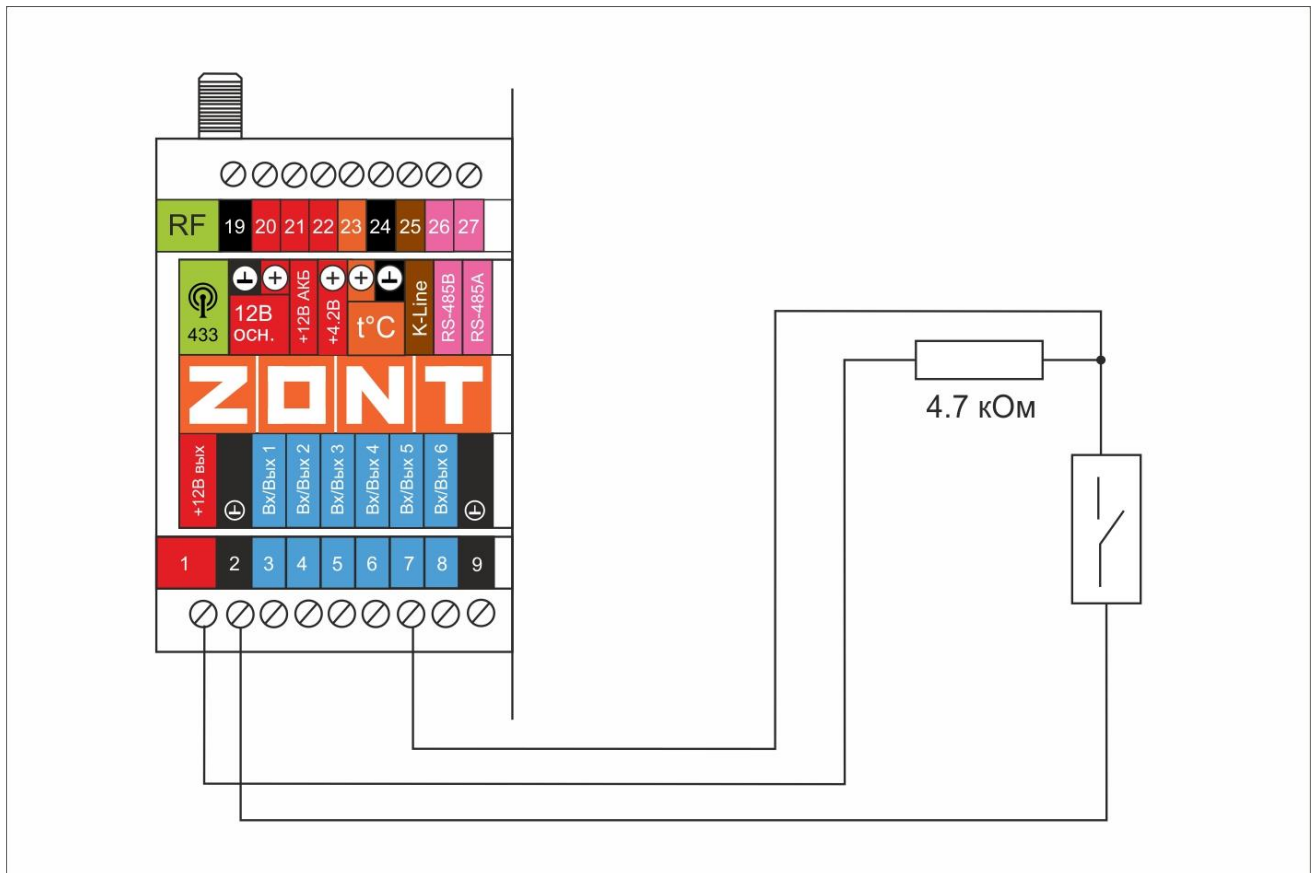 RF 19 20 21 22 23 24 25 26 27
433
12В
осн.
+12В АКБ
+4.2В
t°C
K-Line
RS-485B
RS-485A
ZONT
+12В вых
Вх/Вых 1
Вх/Вых 2
Вх/Вых 3
Вх/Вых 4
Вх/Вых 5
Вх/Вых 6
1 2 3 4 5 6 7 8 9
4.7 кОм